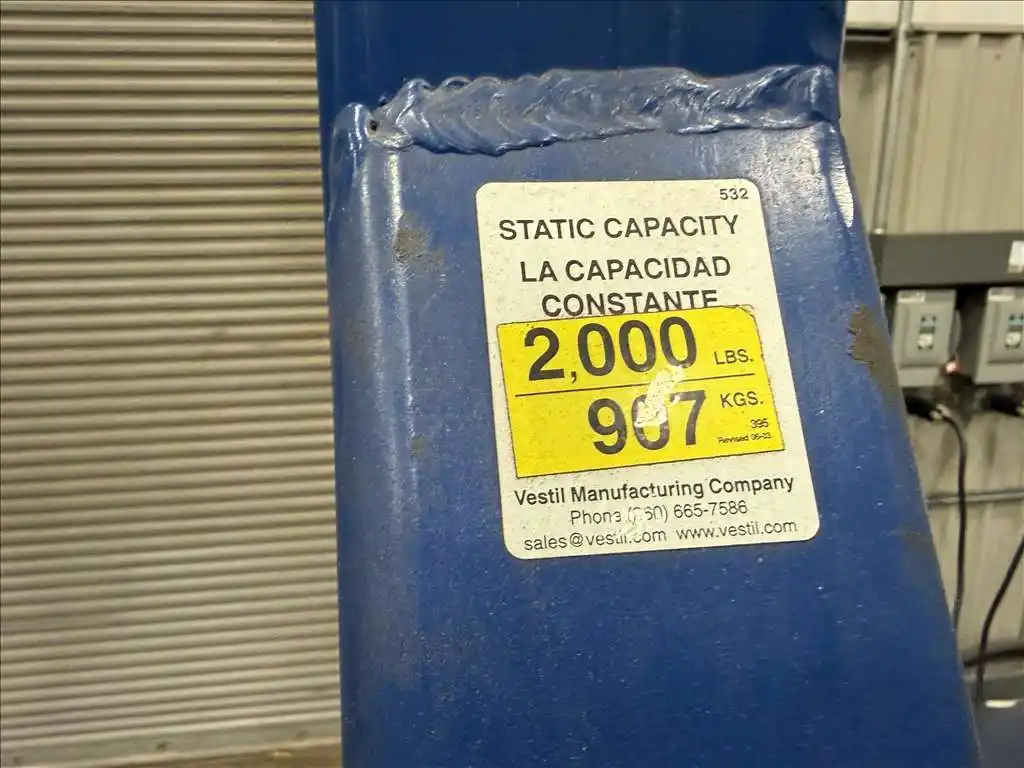 532
STATIC CAPACITY
LA CAPACIDAD
CONSTANTE
2,000 LBS.
907 KGS.
395
Revised 06-03
Vestil Manufacturing Company
Phone 665-7586
sales@vestil.com www.vestil.com